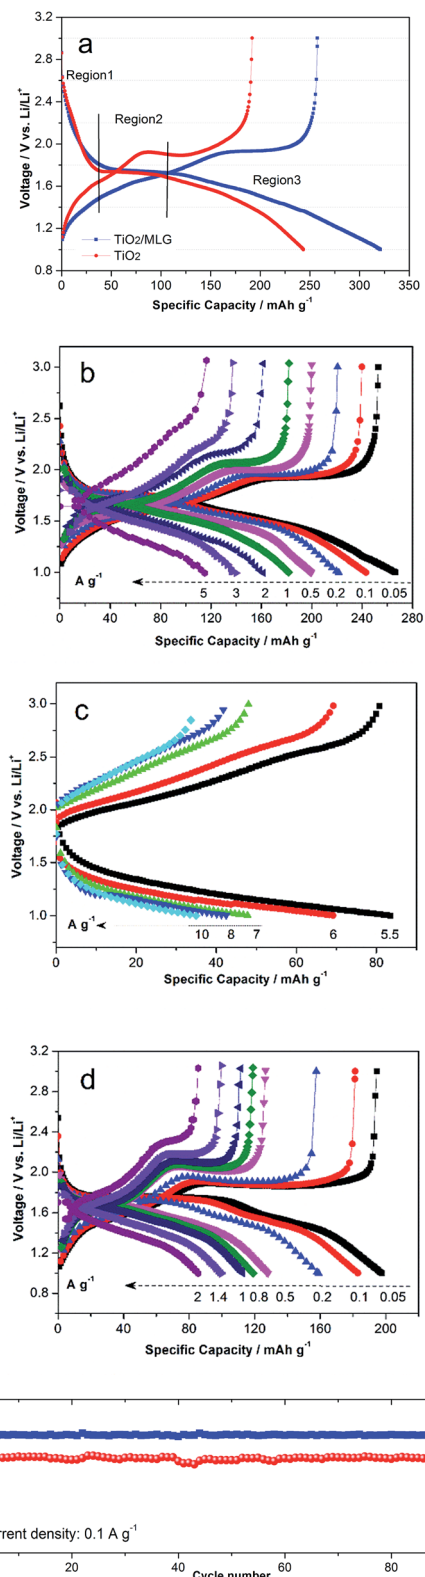 a
3.2
2.8
2.4
2.0
1.6
1.2
0.8
Voltage / V vs. Li/Li⁺
Region1
Region2
Region3
TiO2/MLG
TiO2
0 50 100 150 200 250 300 350
Specific Capacity / mAh g⁻¹
b
3.0
2.5
2.0
1.5
1.0
Voltage / V vs. Li/Li⁺
A g⁻¹
5 3 2 1 0.5 0.2 0.1 0.05
0 40 80 120 160 200 240 280
Specific Capacity / mAh g⁻¹
c
3.0
2.5
2.0
1.5
1.0
Voltage / V vs. Li/Li⁺
A g⁻¹
10 8 7 6 5.5
0 20 40 60 80
Specific Capacity / mAh g⁻¹
d
3.2
2.8
2.4
2.0
1.6
1.2
0.8
Voltage / V vs. Li/Li⁺
A g⁻¹
2 1.4 1 0.8 0.5 0.2 0.1 0.05
0 40 80 120 160 200
Specific Capacity / mAh g⁻¹
rrent density: 0.1 A g⁻¹
20 40 60 80
Cycle number